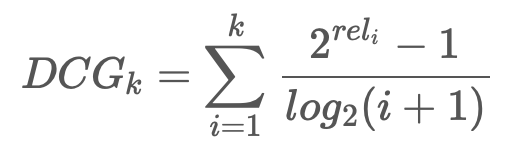 $DCG_k = \sum_{i=1}^{k} \frac{2^{rel_i} - 1}{log_2(i + 1)}$